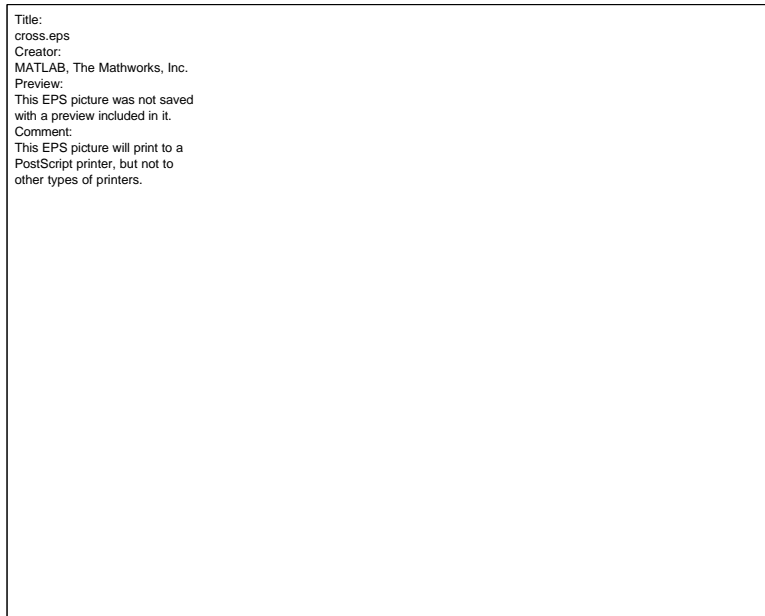 Title:
cross.eps
Creator:
MATLAB, The Mathworks, Inc.
Preview:
This EPS picture was not saved
with a preview included in it.
Comment:
This EPS picture will print to a
PostScript printer, but not to
other types of printers.